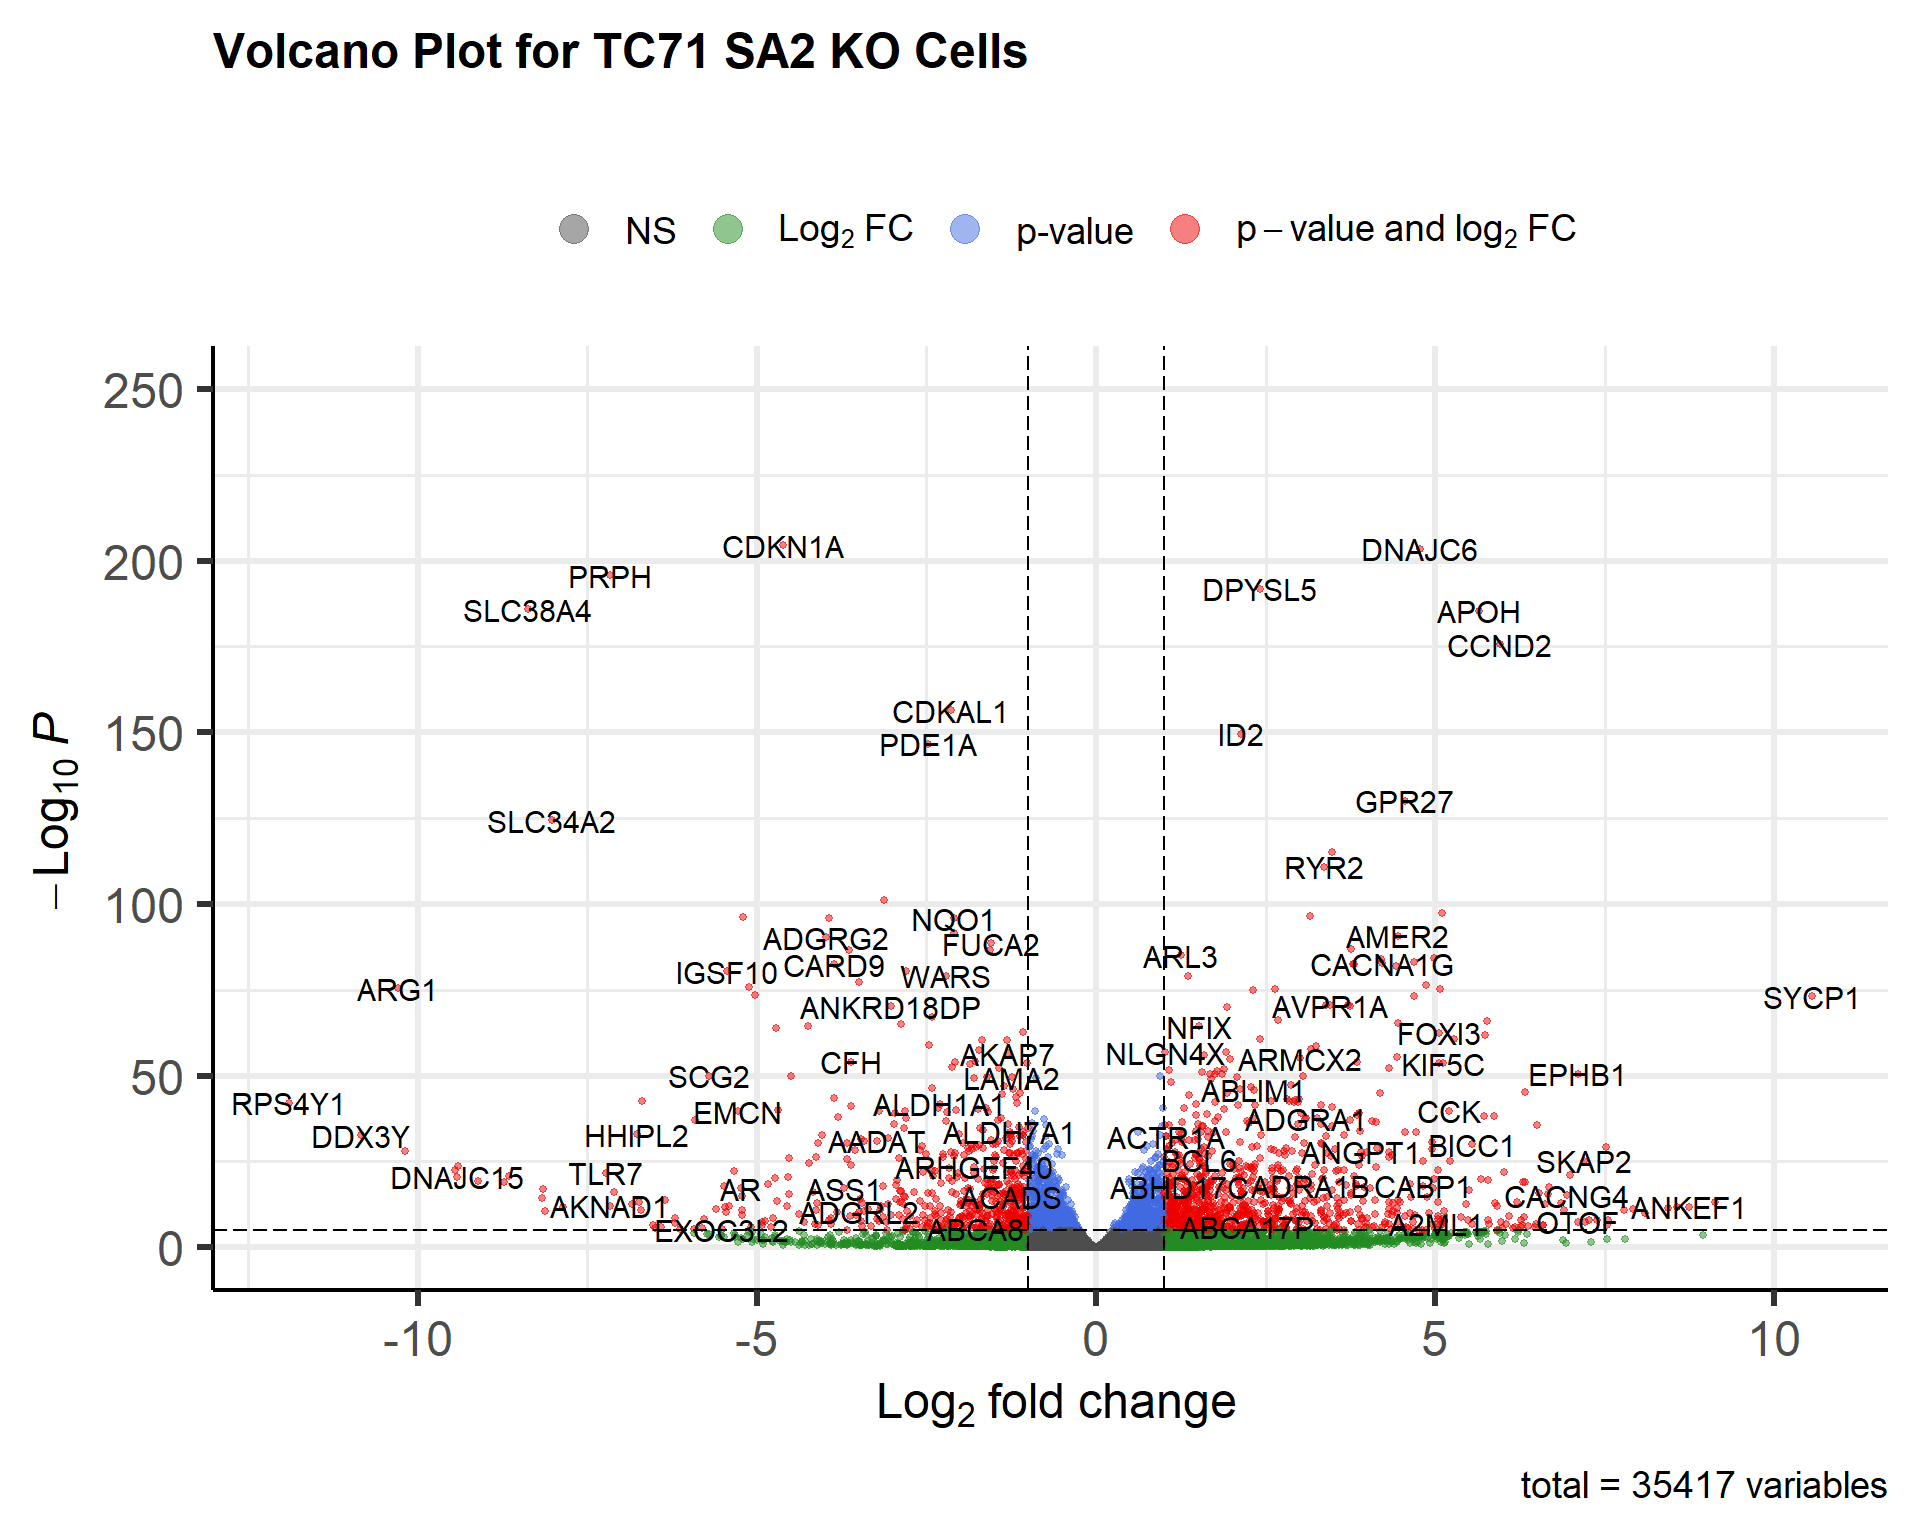 Volcano Plot for TC71 SA2 KO Cells
NS Log2 FC p-value p – value and log2 FC
250
200
150
100
50
0
−Log10 P
CDKN1A
DNAJC6
PRPH
DPYSL5
SLC38A4
APOH
CCND2
CDKAL1
PDE1A
ID2
GPR27
SLC34A2
RYR2
NQO1
ADGRG2
FUCA2
AMER2
ARL3
IGSF10
CARD9
WARS
CACNA1G
ARG1
SYCP1
ANKRD18DP
AVPR1A
NFIX
FOXI3
AKAP7
NLGN4X
ARMCX2
KIF5C
CFH
SCG2
LAMA2
EPHB1
ABLIM1
RPS4Y1
ALDH1A1
EMCN
CCK
ADGRA1
DDX3Y
HHIPL2
ALDH7A1
ACTR1A
AADAT
ANGPT1
BICC1
ARHGEF40
BCL6
SKAP2
DNAJC15
TLR7
AR
ASS1
ACADS
ABHD17C
ADRA1B
CABP1
CACNG4
AKNAD1
ADGRL2
ANKEF1
EXOC3L2
ABCA8
ABCA17P
A2ML1
OTOF
-10 -5 0 5 10
Log2 fold change
total = 35417 variables